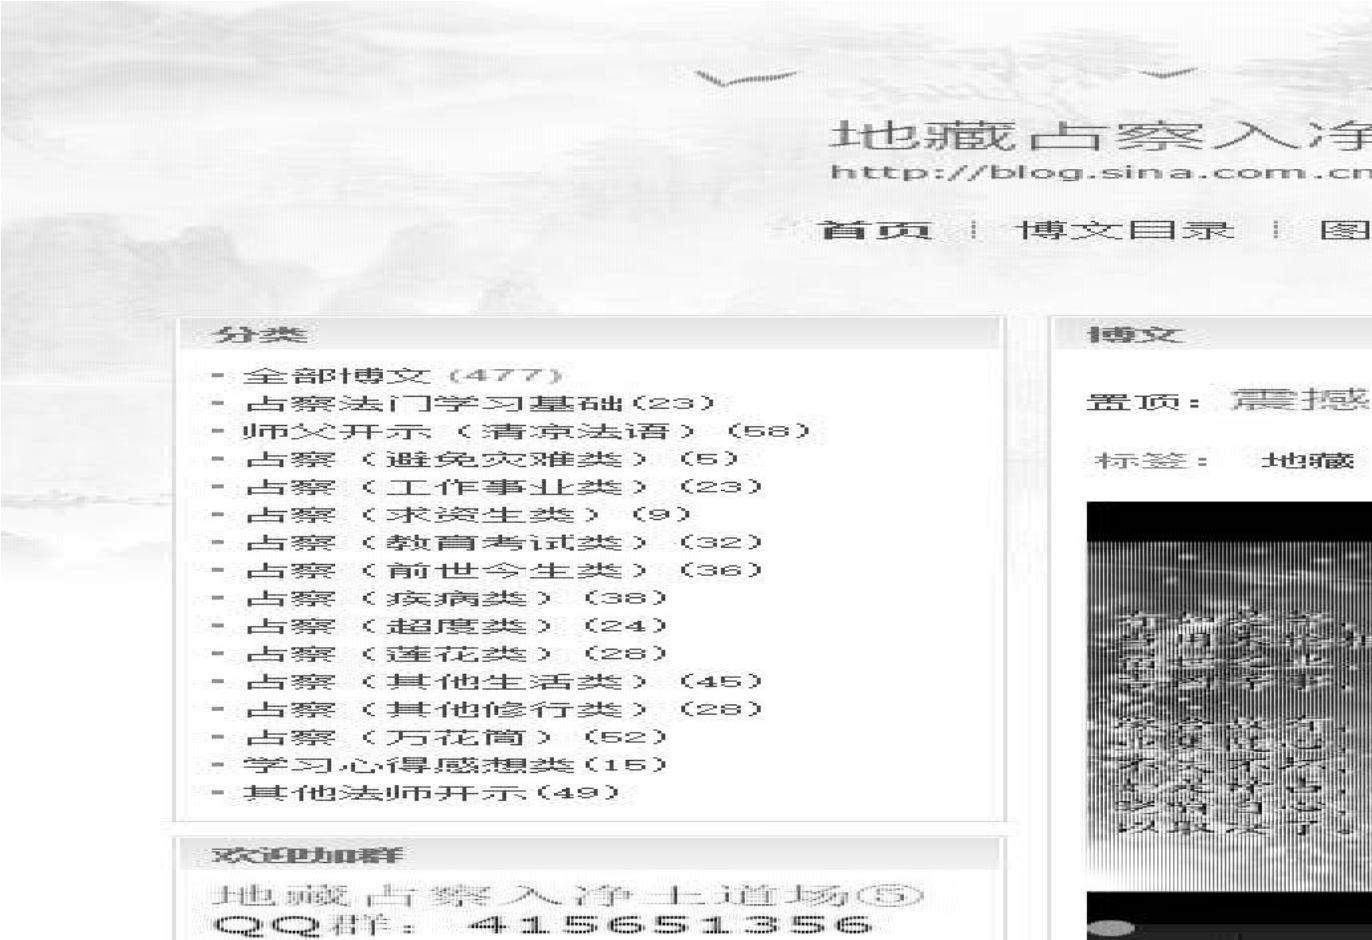 地藏占察入净
http://blog.sina.com.cn
首页 | 博文目录 | 图
分类
- 全部博文 (477)
- 占察法门学习基础(23)
- 师父开示（清凉法语）(58)
- 占察（避免灾难类）(5)
- 占察（工作事业类）(23)
- 占察（求资生类）(9)
- 占察（教育考试类）(32)
- 占察（前世今生类）(36)
- 占察（疾病类）(38)
- 占察（超度类）(24)
- 占察（莲花类）(28)
- 占察（其他生活类）(45)
- 占察（其他修行类）(28)
- 占察（万花筒）(52)
- 学习心得感想类(15)
- 其他法师开示(49)
欢迎加群
地藏占察入净土道场⑤
QQ群：415651356
博文
置顶：震撼
标签： 地藏